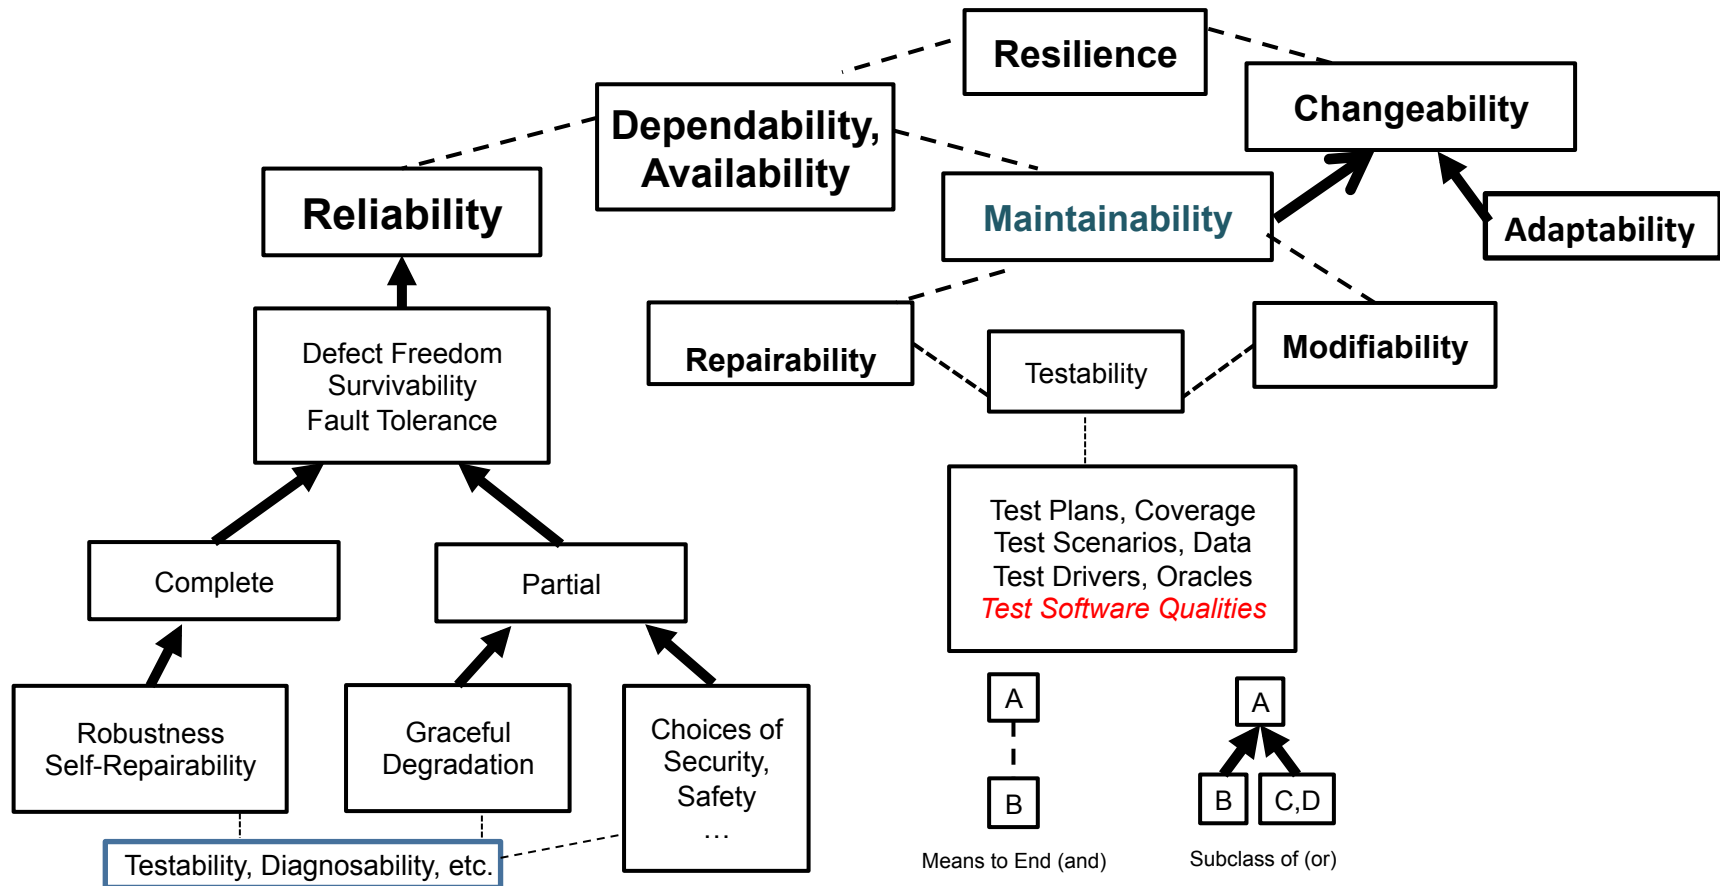 Resilience
Changeability
Dependability,
Availability
Reliability
Maintainability
Adaptability
Defect Freedom
Survivability
Fault Tolerance
Repairability
Testability
Modifiability
Test Plans, Coverage
Test Scenarios, Data
Test Drivers, Oracles
Test Software Qualities
Complete
Partial
Robustness
Self-Repairability
Graceful
Degradation
Choices of
Security,
Safety
…
Testability, Diagnosability, etc.
A
B
Means to End (and)
A
B
C,D
Subclass of (or)